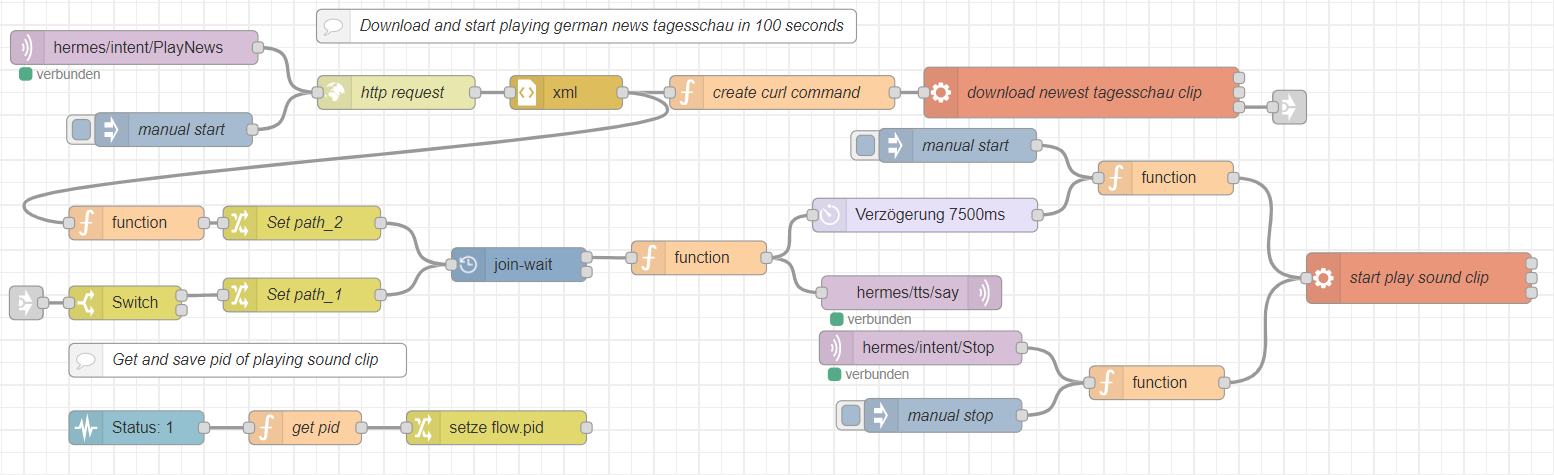 Download and start playing german news tagesschau in 100 seconds
hermes/intent/PlayNews
verbunden
http request
xml
create curl command
download newest tagesschau clip
manual start
manual start
function
function
Set path_2
Verzögerung 7500ms
join-wait
function
start play sound clip
Switch
Set path_1
hermes/tts/say
verbunden
Get and save pid of playing sound clip
hermes/intent/Stop
verbunden
function
manual stop
Status: 1
get pid
setze flow.pid